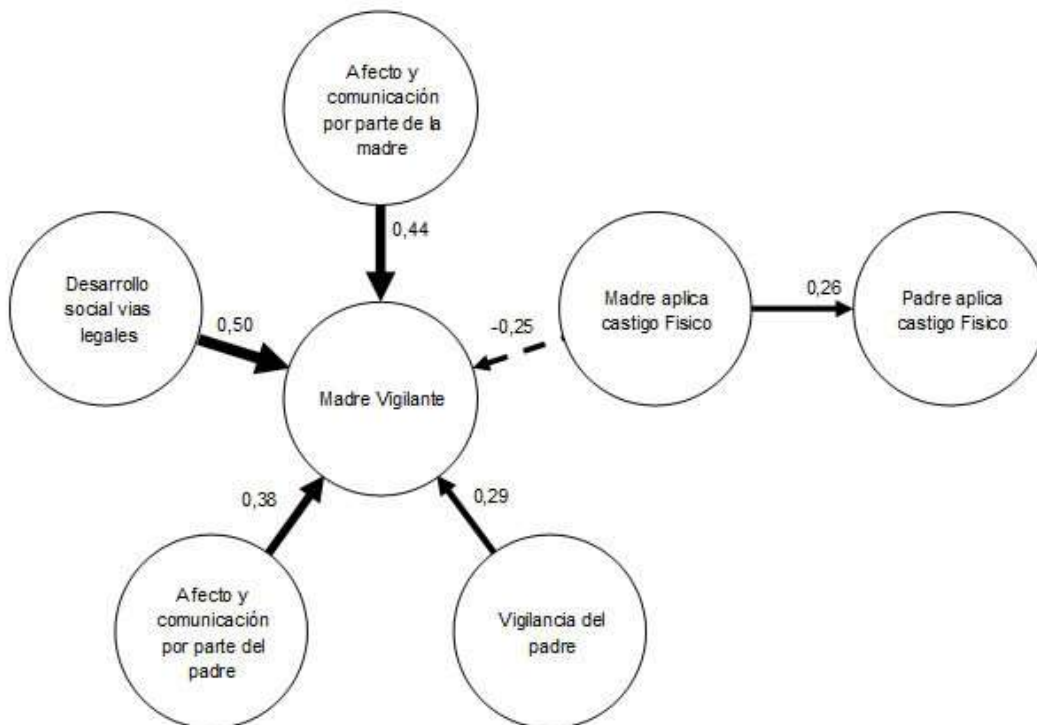 Afecto y
comunicación
por parte de la
madre
0,44
Desarrollo
social vias
legales
0,50
Madre Vigilante
-0,25
Madre aplica
castigo Fisico
0,26
Padre aplica
castigo Fisico
0,38
Afecto y
comunicación
por parte del
padre
0,29
Vigilancia del
padre